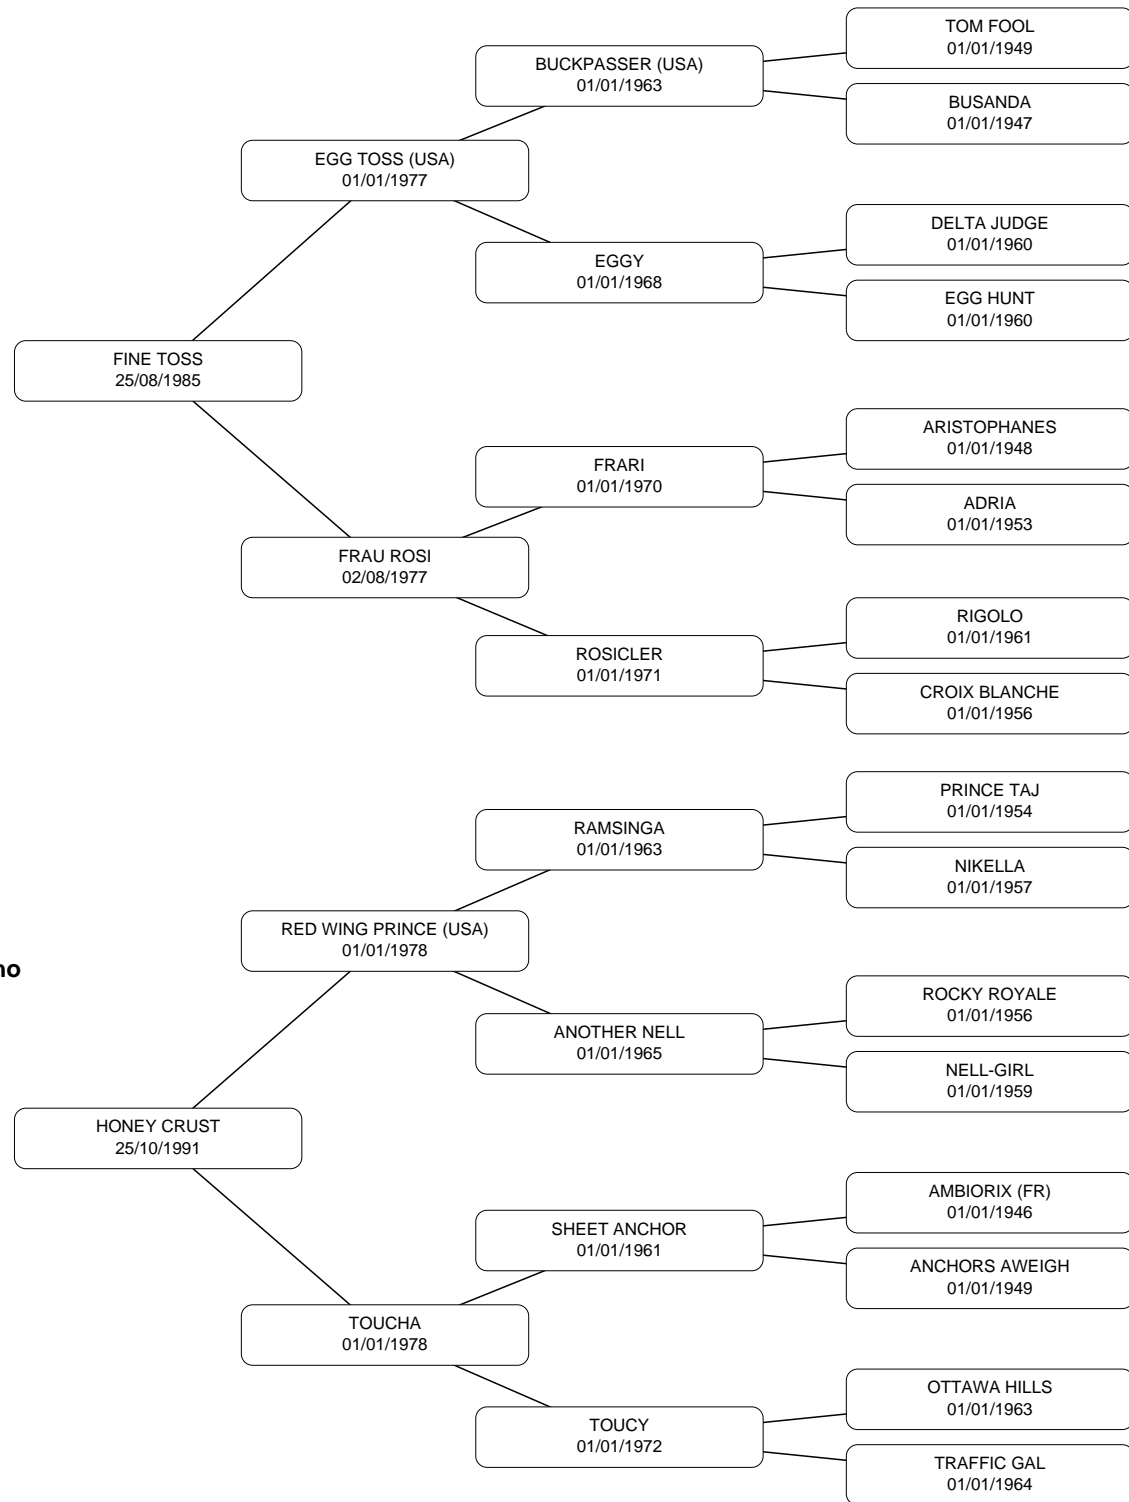 TOM FOOL
01/01/1949
BUCKPASSER (USA)
01/01/1963
BUSANDA
01/01/1947
EGG TOSS (USA)
01/01/1977
DELTA JUDGE
01/01/1960
EGGY
01/01/1968
EGG HUNT
01/01/1960
FINE TOSS
25/08/1985
ARISTOPHANES
01/01/1948
FRARI
01/01/1970
ADRIA
01/01/1953
FRAU ROSI
02/08/1977
RIGOLO
01/01/1961
ROSICLER
01/01/1971
CROIX BLANCHE
01/01/1956
PRINCE TAJ
01/01/1954
RAMSINGA
01/01/1963
NIKELLA
01/01/1957
RED WING PRINCE (USA)
01/01/1978
no
ROCKY ROYALE
01/01/1956
ANOTHER NELL
01/01/1965
NELL-GIRL
01/01/1959
HONEY CRUST
25/10/1991
AMBIORIX (FR)
01/01/1946
SHEET ANCHOR
01/01/1961
ANCHORS AWEIGH
01/01/1949
TOUCHA
01/01/1978
OTTAWA HILLS
01/01/1963
TOUCY
01/01/1972
TRAFFIC GAL
01/01/1964